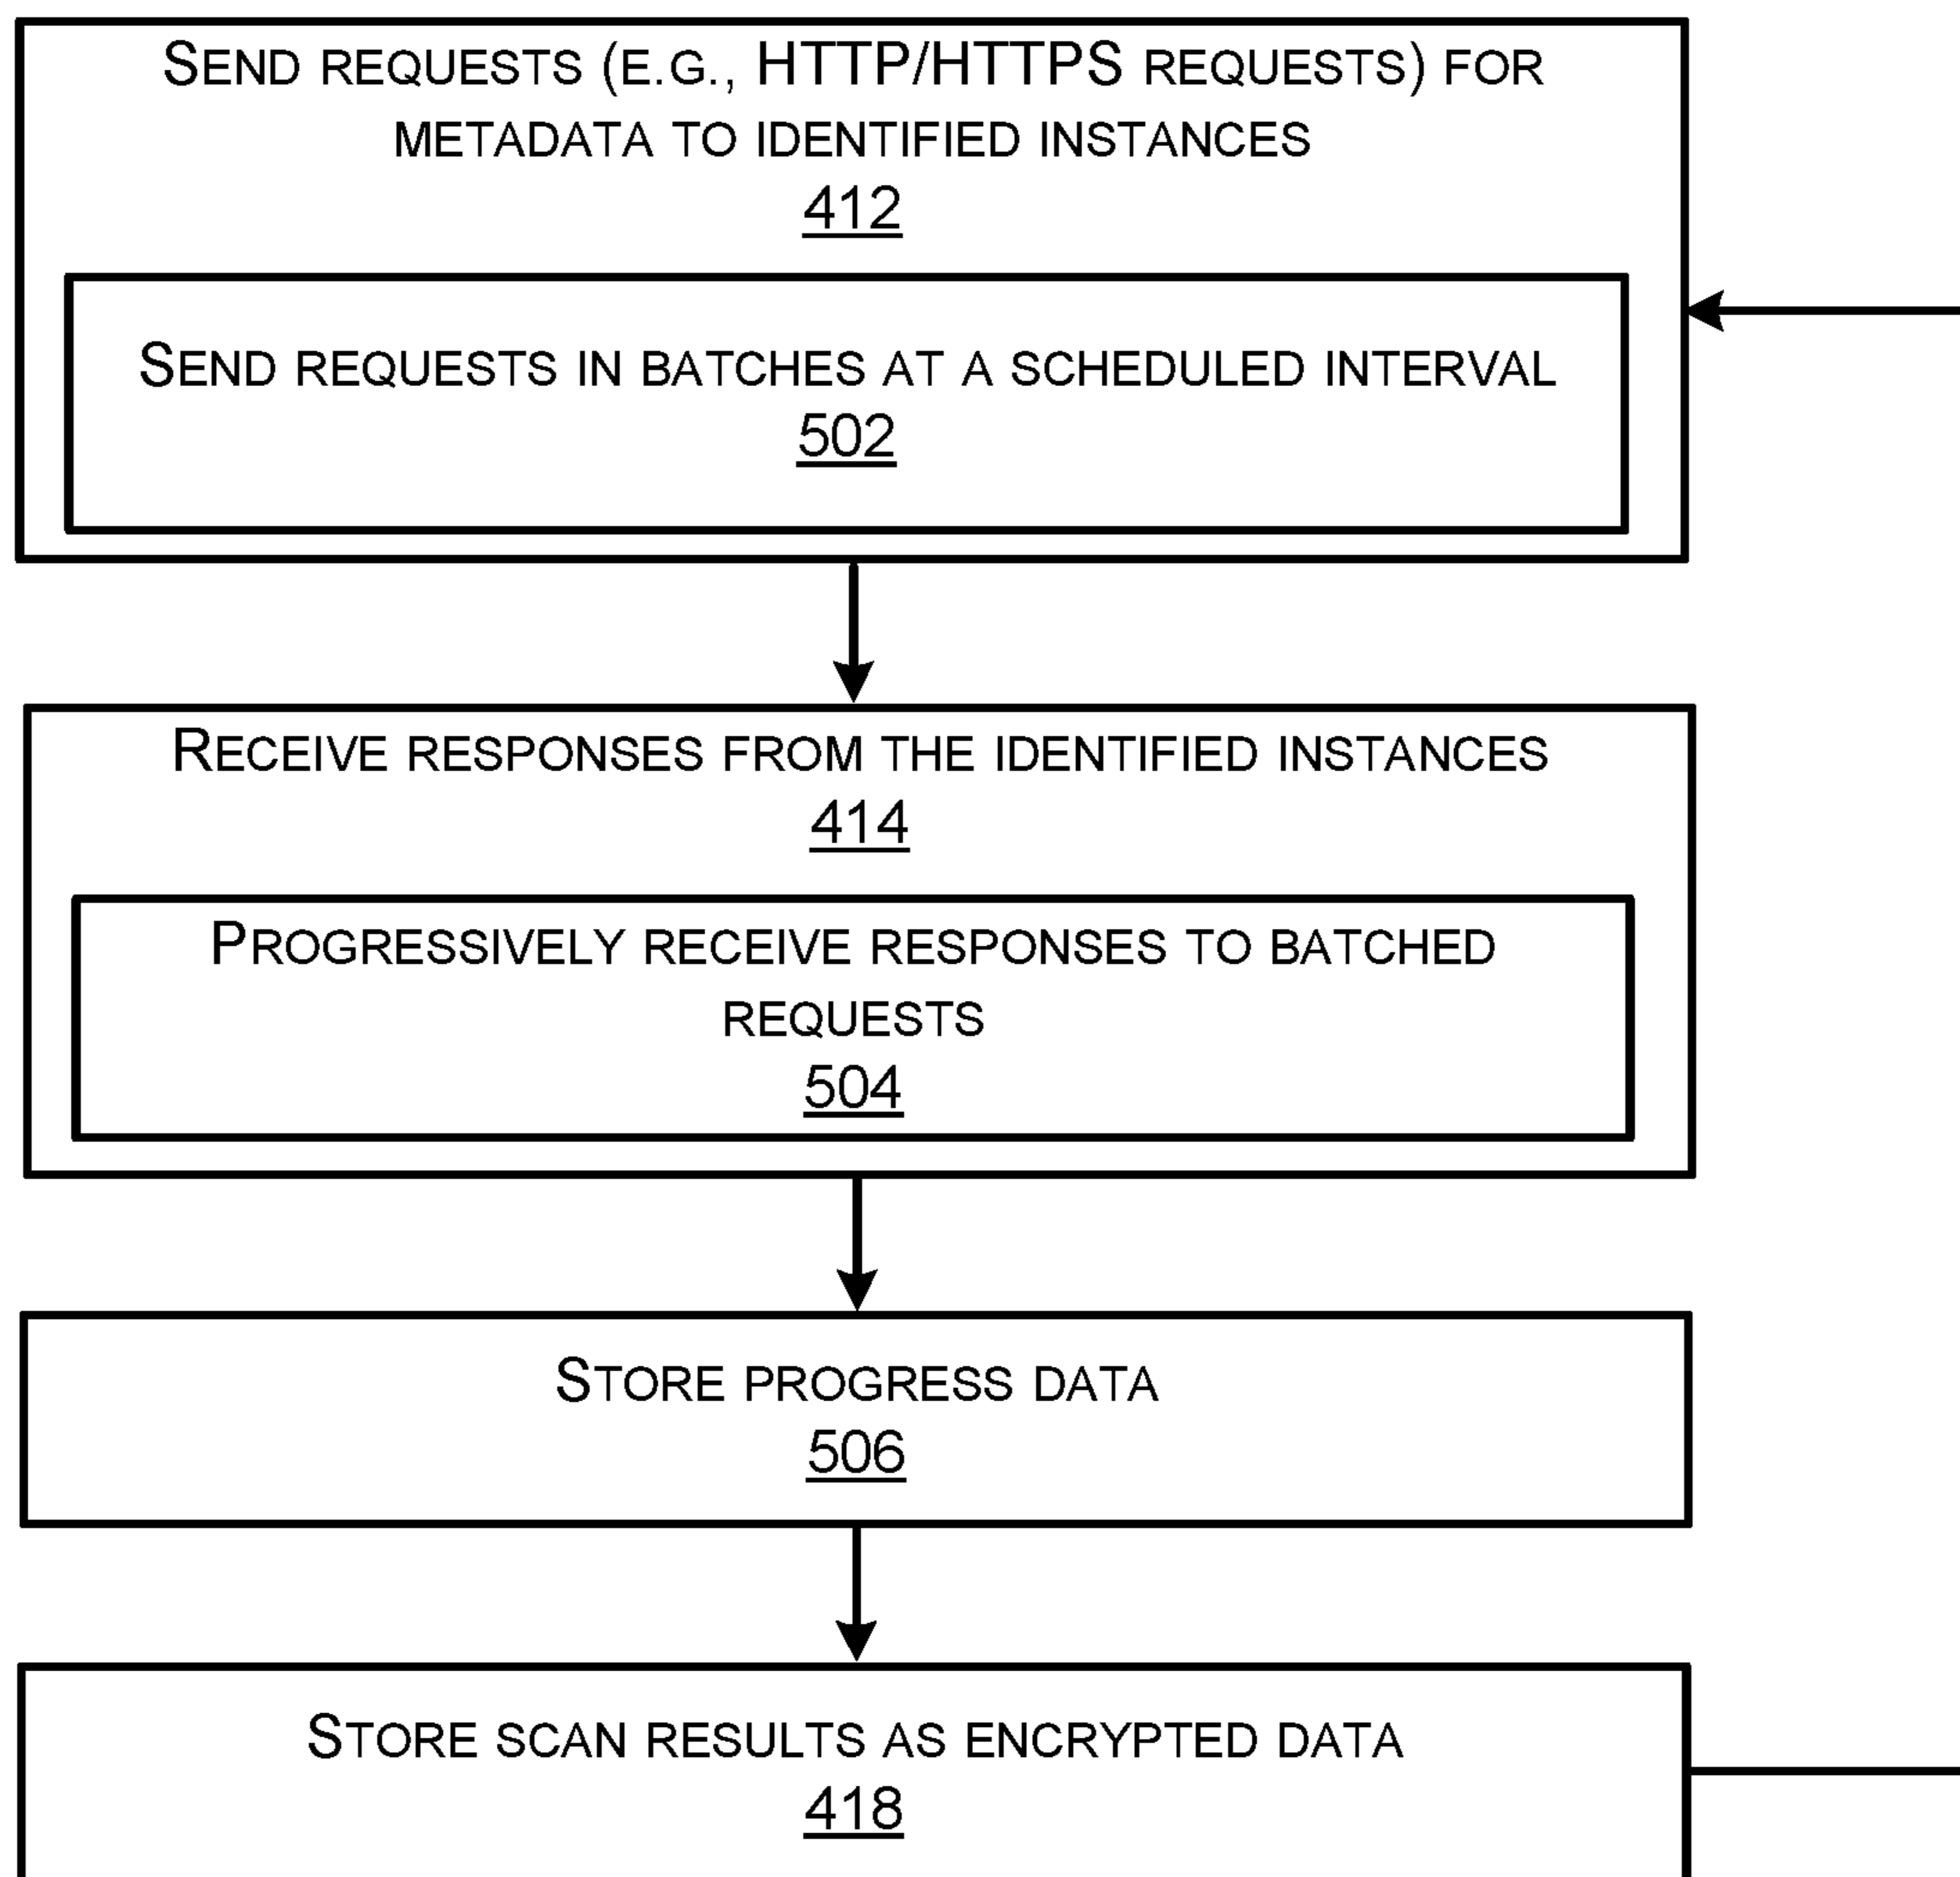 SEND REQUESTS (E.G., HTTP/HTTPS REQUESTS) FOR
METADATA TO IDENTIFIED INSTANCES
412
SEND REQUESTS IN BATCHES AT A SCHEDULED INTERVAL
502
RECEIVE RESPONSES FROM THE IDENTIFIED INSTANCES
414
PROGRESSIVELY RECEIVE RESPONSES TO BATCHED
REQUESTS
504
STORE PROGRESS DATA
506
STORE SCAN RESULTS AS ENCRYPTED DATA
418